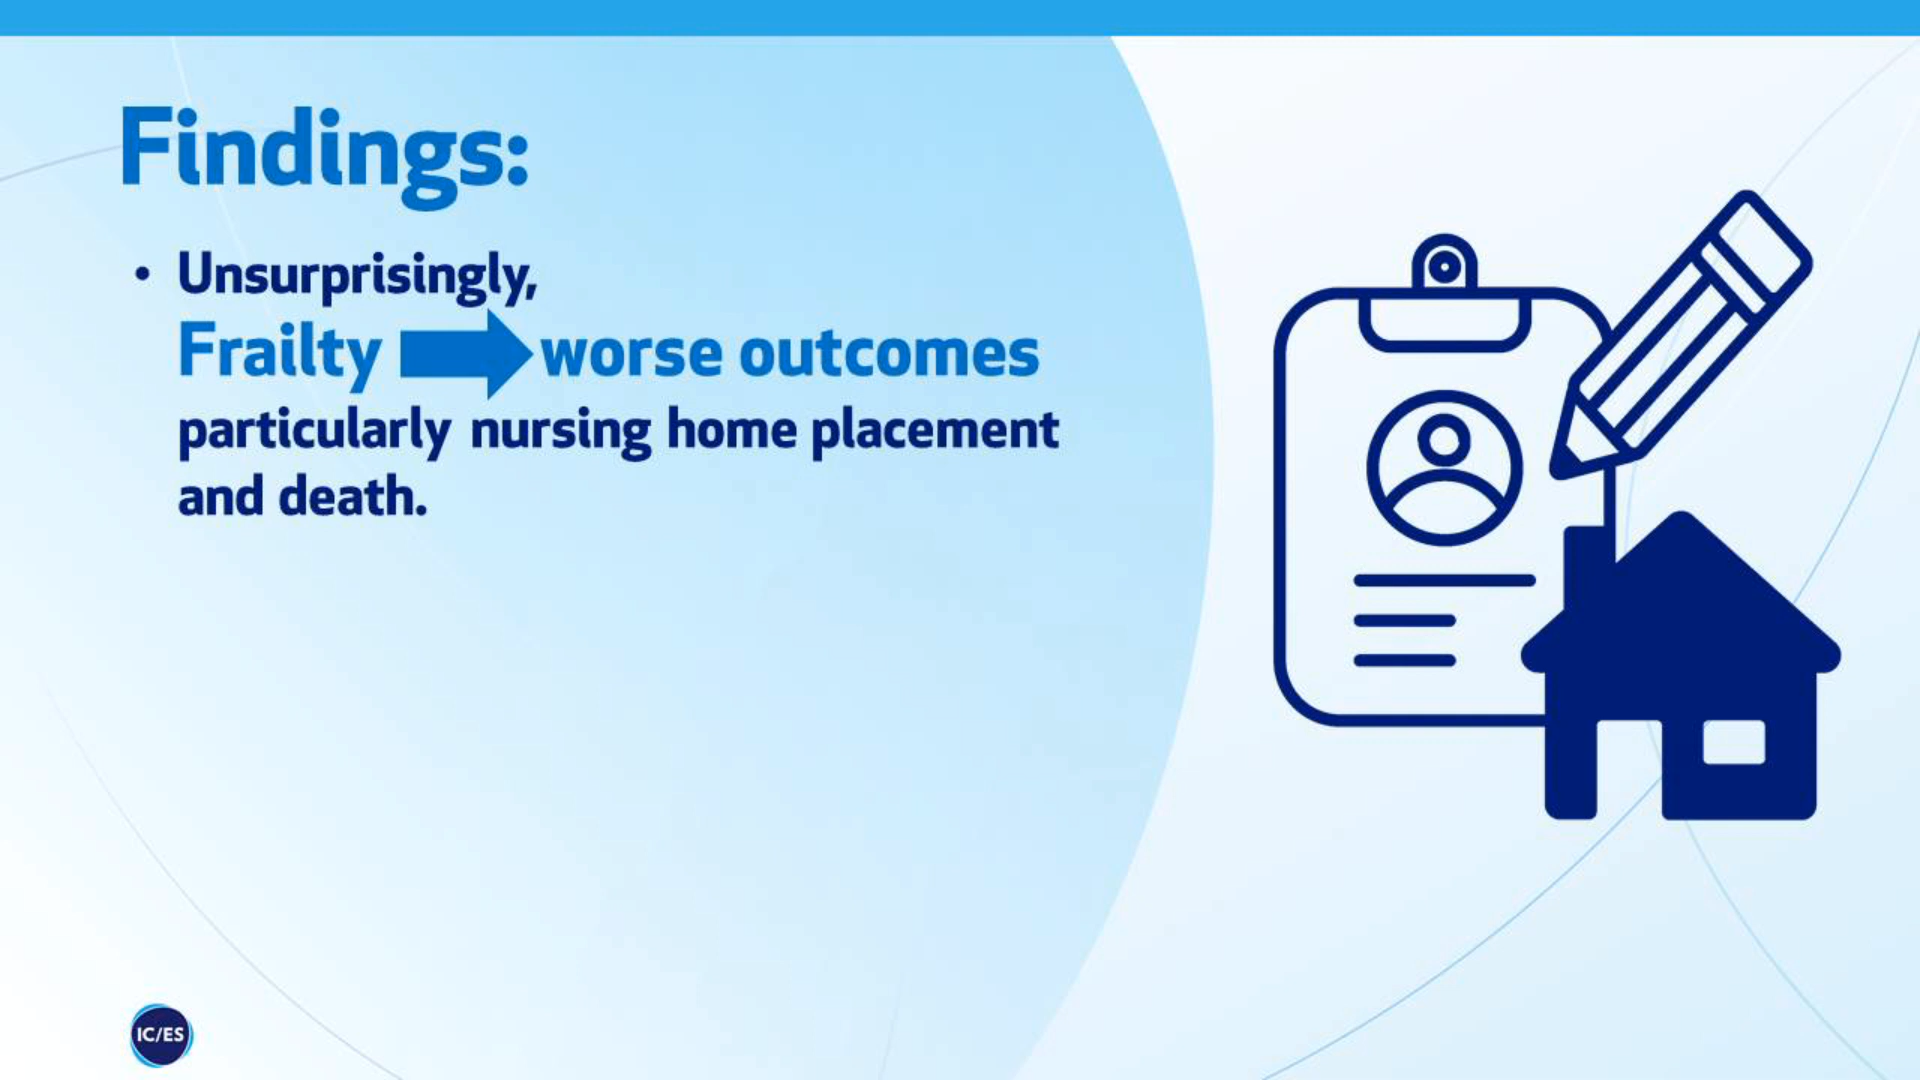 Findings:
• Unsurprisingly,
Frailty worse outcomes
particularly nursing home placement
and death.
IC/ES